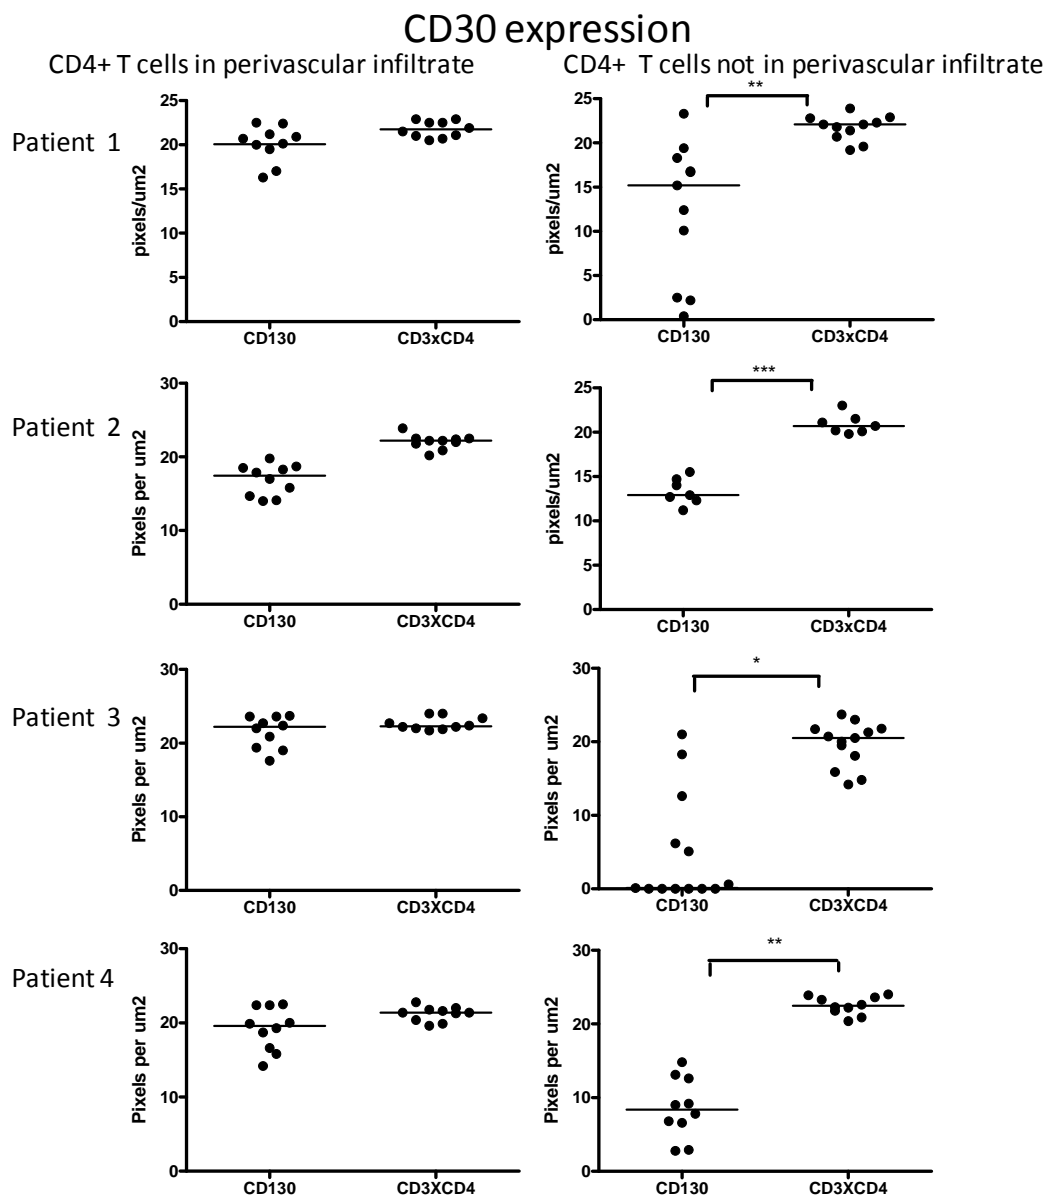 CD30 expression
CD4+ T cells in perivascular infiltrate
CD4+ T cells not in perivascular infiltrate
Patient 1
pixels/um2
25
20
15
10
5
0
CD130
CD3xCD4
**
pixels/um2
25
20
15
10
5
0
CD130
CD3xCD4
Patient 2
Pixels per um2
30
20
10
0
CD130
CD3XCD4
***
pixels/um2
25
20
15
10
5
0
CD130
CD3xCD4
Patient 3
Pixels per um2
30
20
10
0
CD130
CD3XCD4
*
Pixels per um2
30
20
10
0
CD130
CD3XCD4
Patient 4
Pixels per um2
30
20
10
0
CD130
CD3XCD4
**
Pixels per um2
30
20
10
0
CD130
CD3XCD4